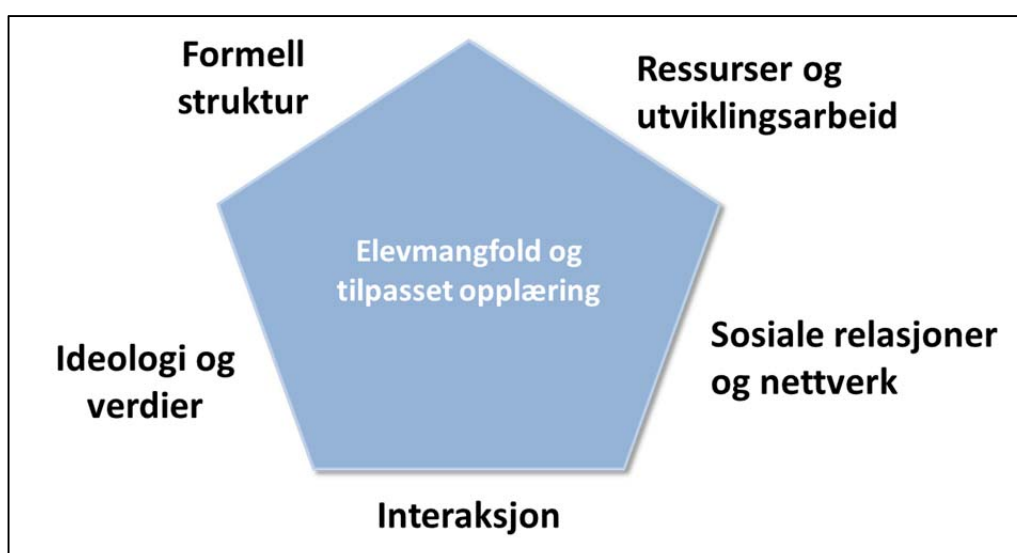 Formell
struktur
Ressurser og
utviklingsarbeid
Elevmangfold og
tilpasset opplæring
Sosiale relasjoner
og nettverk
Ideologi og
verdier
Interaksjon